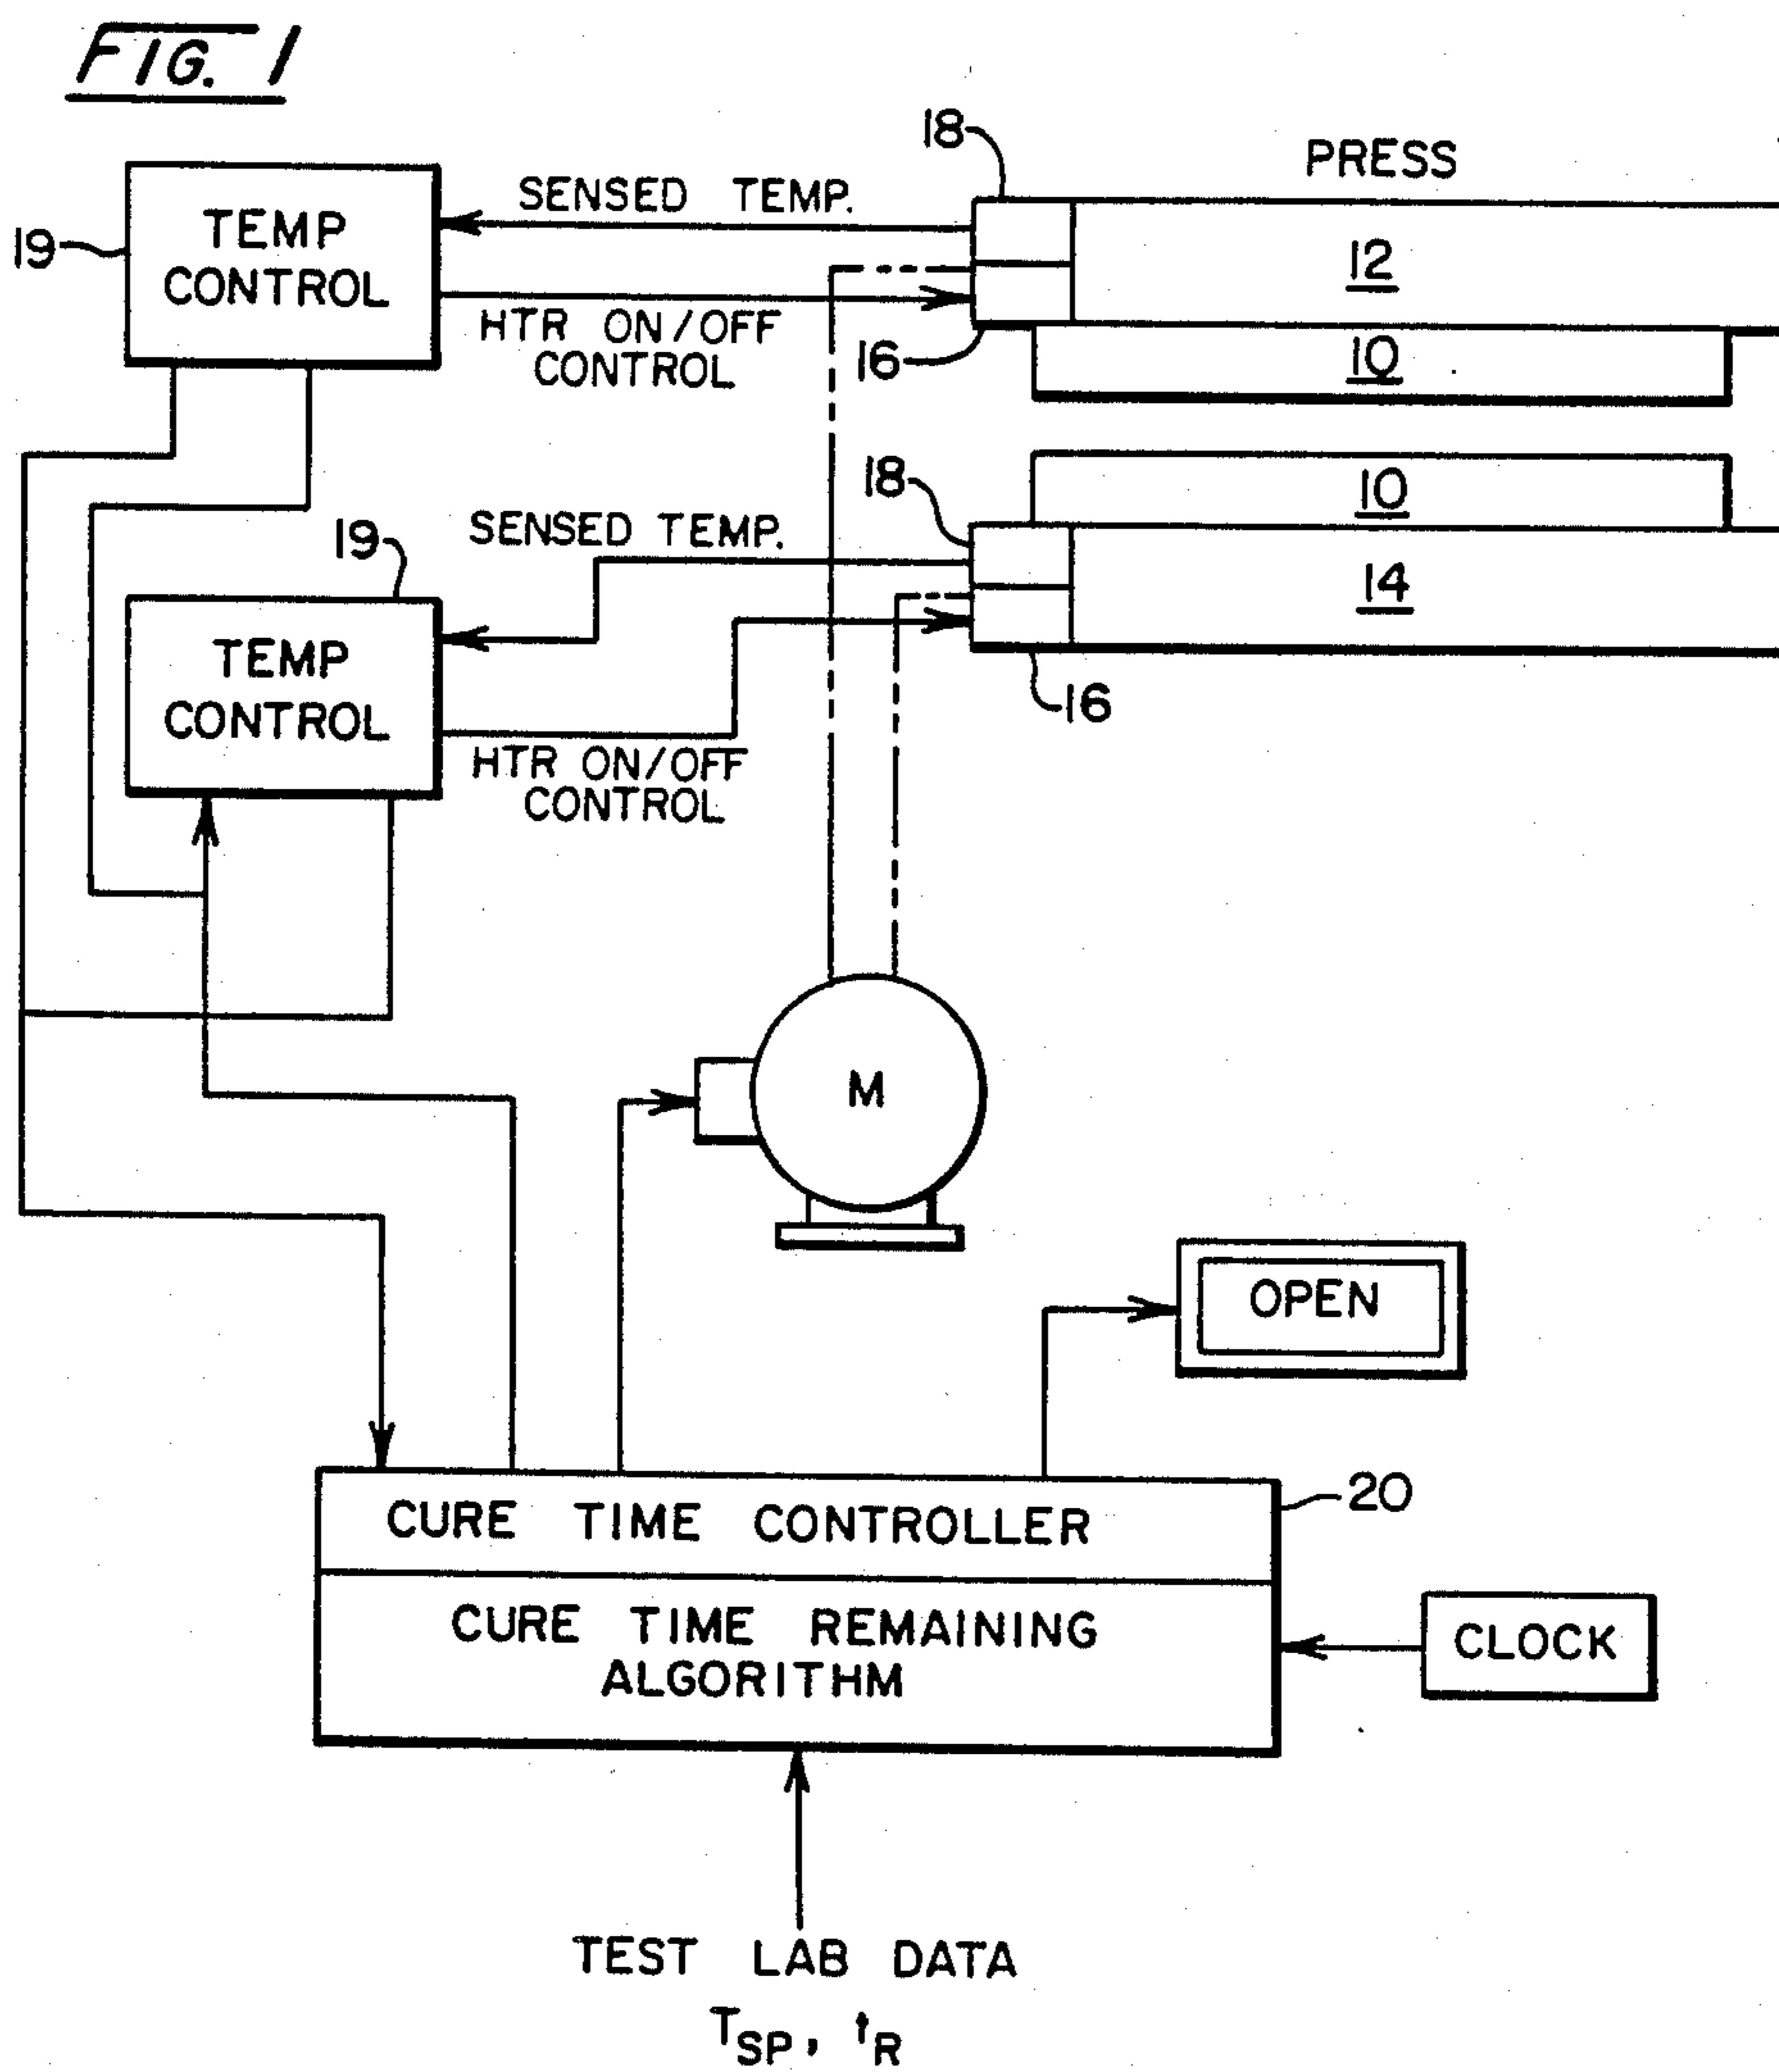 FIG. 1
18
PRESS
SENSED TEMP.
TEMP
CONTROL
19
12
HTR ON/OFF
CONTROL
16
10
18
10
SENSED TEMP.
19
14
TEMP
CONTROL
16
HTR ON/OFF
CONTROL
M
OPEN
20
CURE TIME CONTROLLER
CURE TIME REMAINING
ALGORITHM
CLOCK
TEST LAB DATA
T_SP, t_R